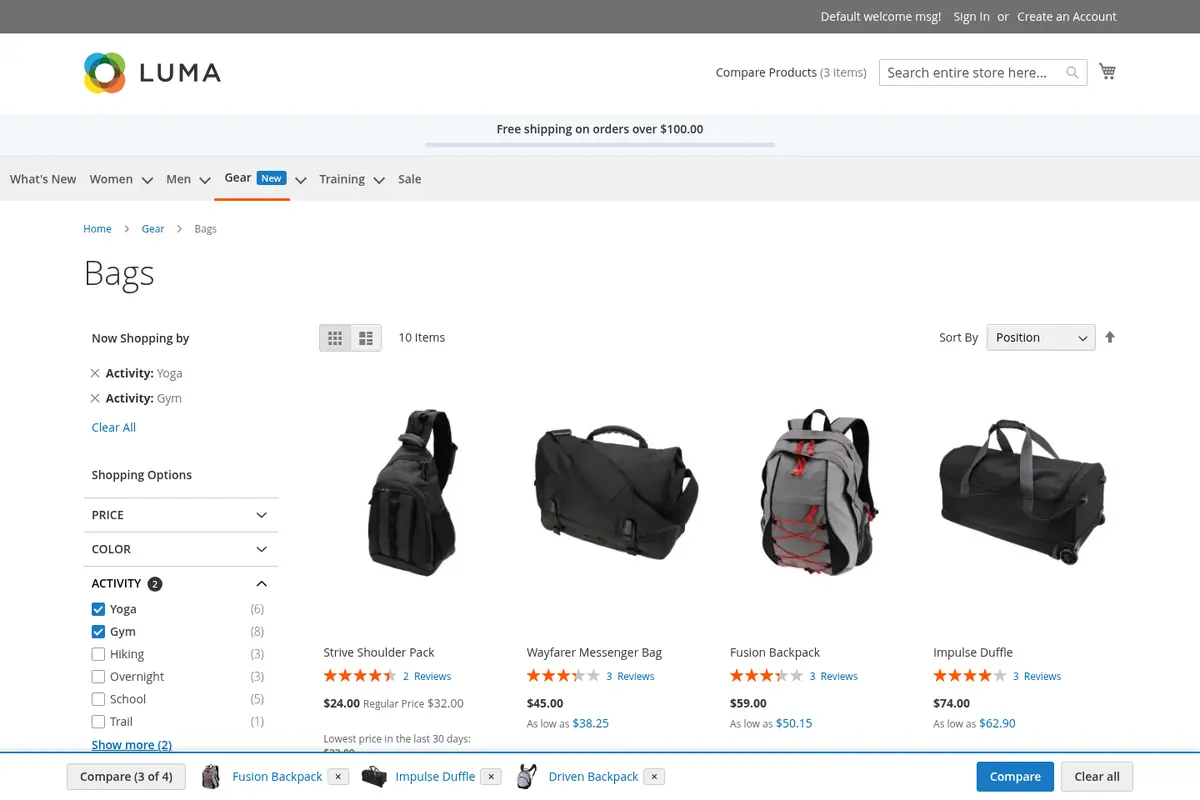 Default welcome msg! Sign In or Create an Account
LUMA
Compare Products (3 items)
Search entire store here...
Free shipping on orders over $100.00
What's New Women Men Gear New Training Sale
Home > Gear > Bags
Bags
Now Shopping by
Activity: Yoga
Activity: Gym
Clear All
Shopping Options
PRICE
COLOR
ACTIVITY 2
Yoga (6)
Gym (8)
Hiking (3)
Overnight (3)
School (5)
Trail (1)
Show more (2)
10 Items
Sort By Position
Strive Shoulder Pack
2 Reviews
$24.00 Regular Price $32.00
Lowest price in the last 30 days:
Wayfarer Messenger Bag
3 Reviews
$45.00
As low as $38.25
Fusion Backpack
3 Reviews
$59.00
As low as $50.15
Impulse Duffle
3 Reviews
$74.00
As low as $62.90
Compare (3 of 4) Fusion Backpack × Impulse Duffle × Driven Backpack × Compare Clear all